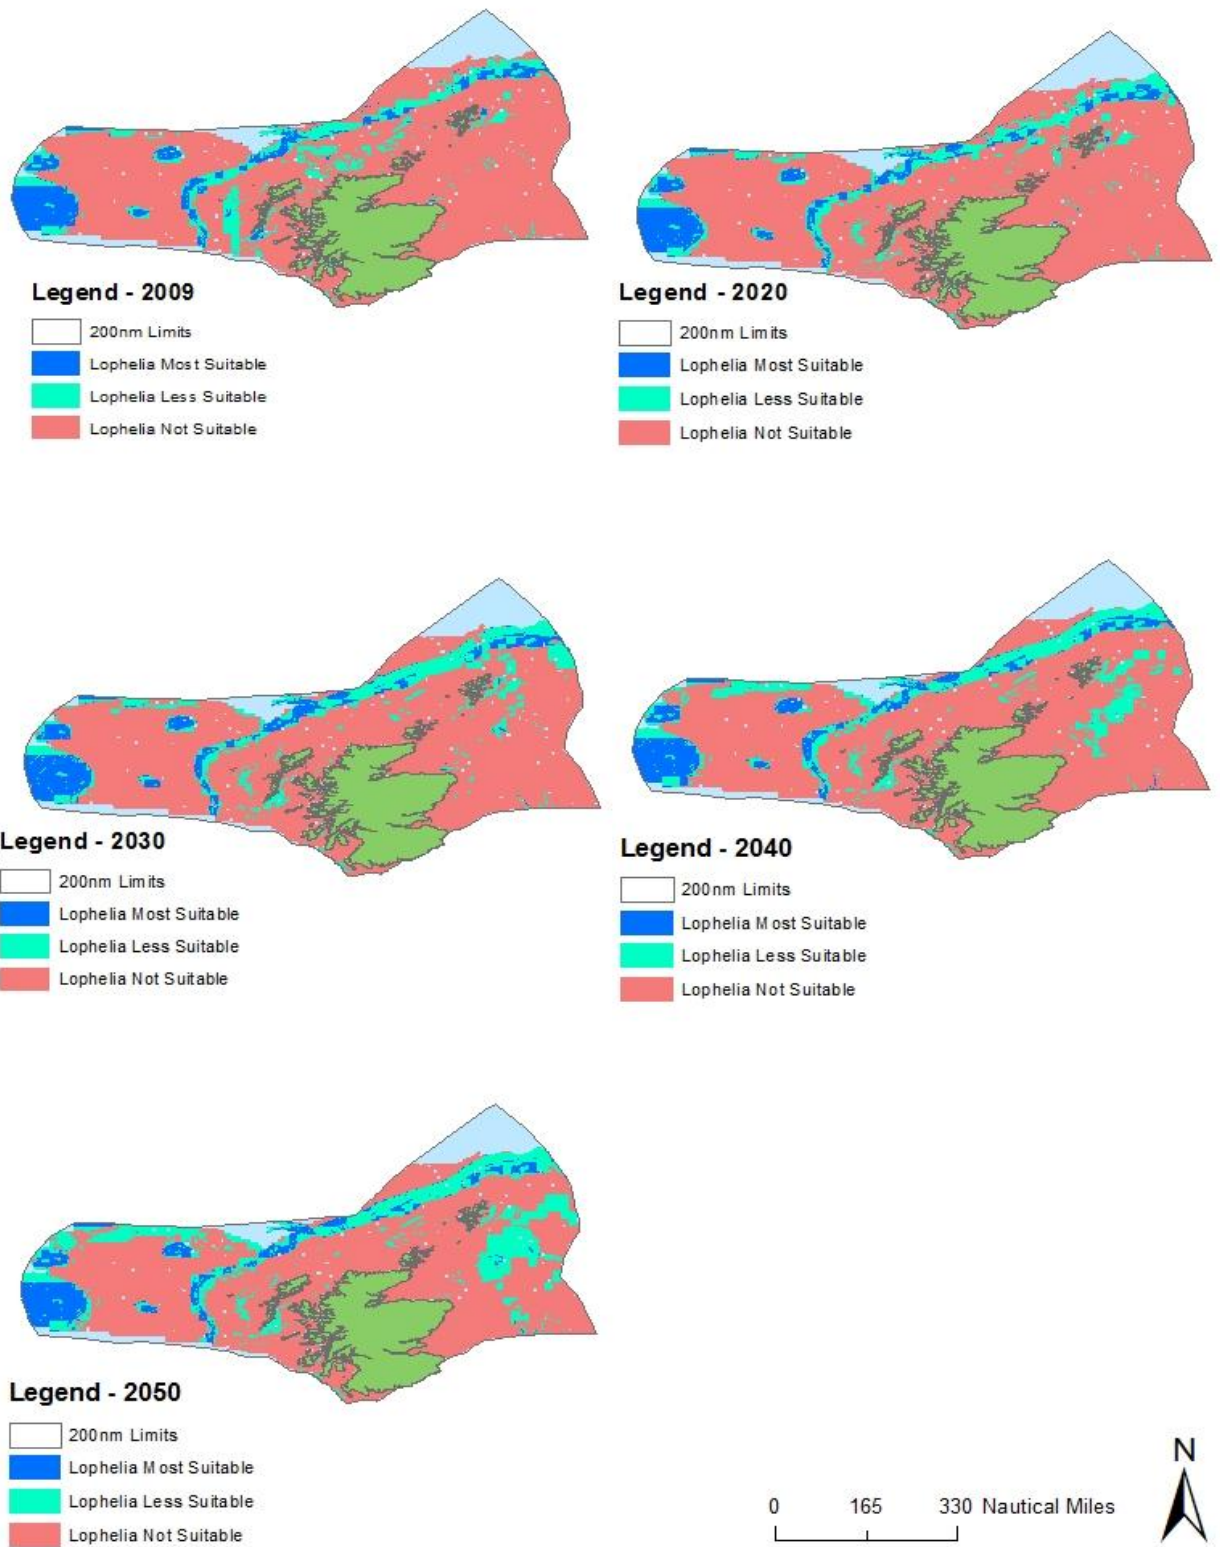 Legend - 2009
200nm Limits
Lophelia Most Suitable
Lophelia Less Suitable
Lophelia Not Suitable
Legend - 2020
200nm Limits
Lophelia Most Suitable
Lophelia Less Suitable
Lophelia Not Suitable
Legend - 2030
200nm Limits
Lophelia Most Suitable
Lophelia Less Suitable
Lophelia Not Suitable
Legend - 2040
200nm Limits
Lophelia Most Suitable
Lophelia Less Suitable
Lophelia Not Suitable
Legend - 2050
200nm Limits
Lophelia Most Suitable
Lophelia Less Suitable
Lophelia Not Suitable
0 165 330 Nautical Miles
N